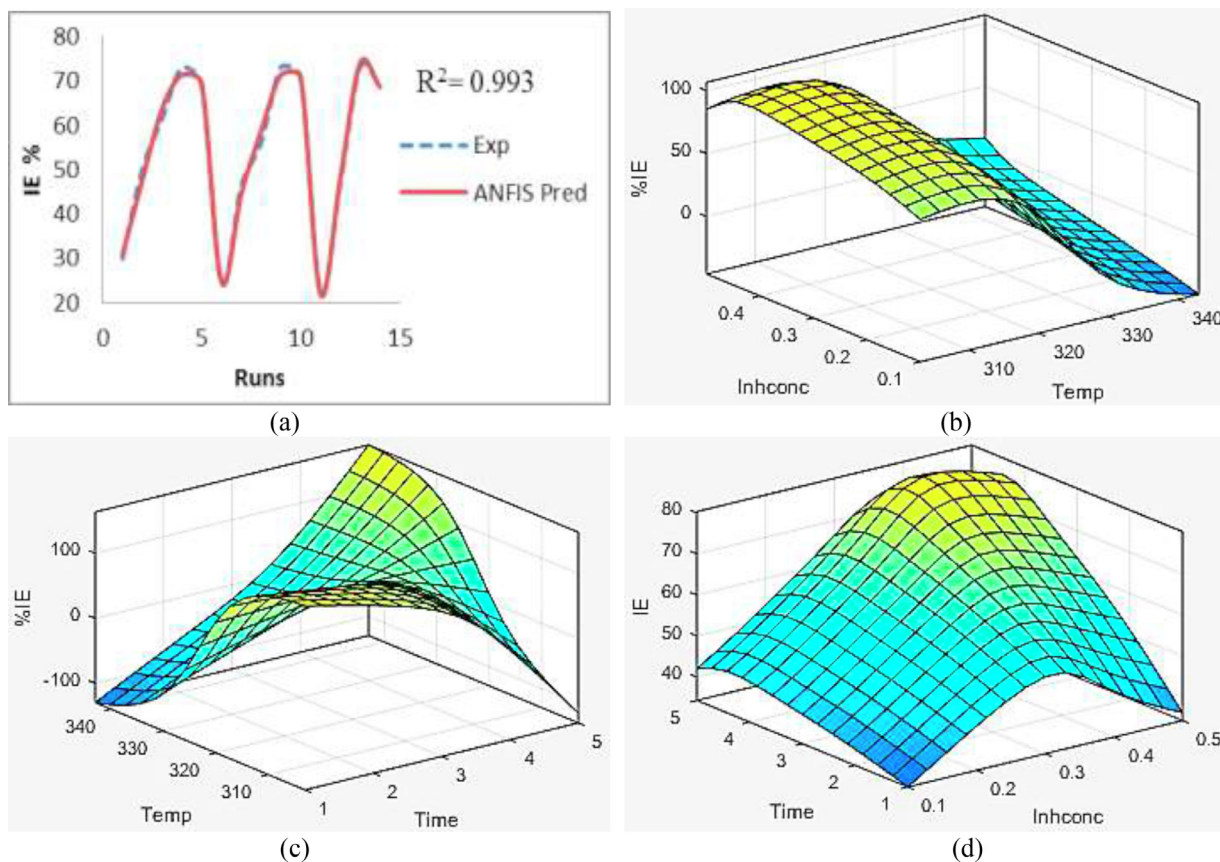 80
70
60
50
40
30
20
IE %
R²= 0.993
Exp
ANFIS Pred
0
5
10
15
Runs
(a)
100
50
0
%IE
0.4
0.3
0.2
0.1
Inhconc
310
320
330
340
Temp
(b)
100
0
-100
%IE
340
330
320
310
Temp
1
2
3
4
5
Time
(c)
80
70
60
50
40
IE
5
4
3
2
1
Time
0.1
0.2
0.3
0.4
0.5
Inhconc
(d)